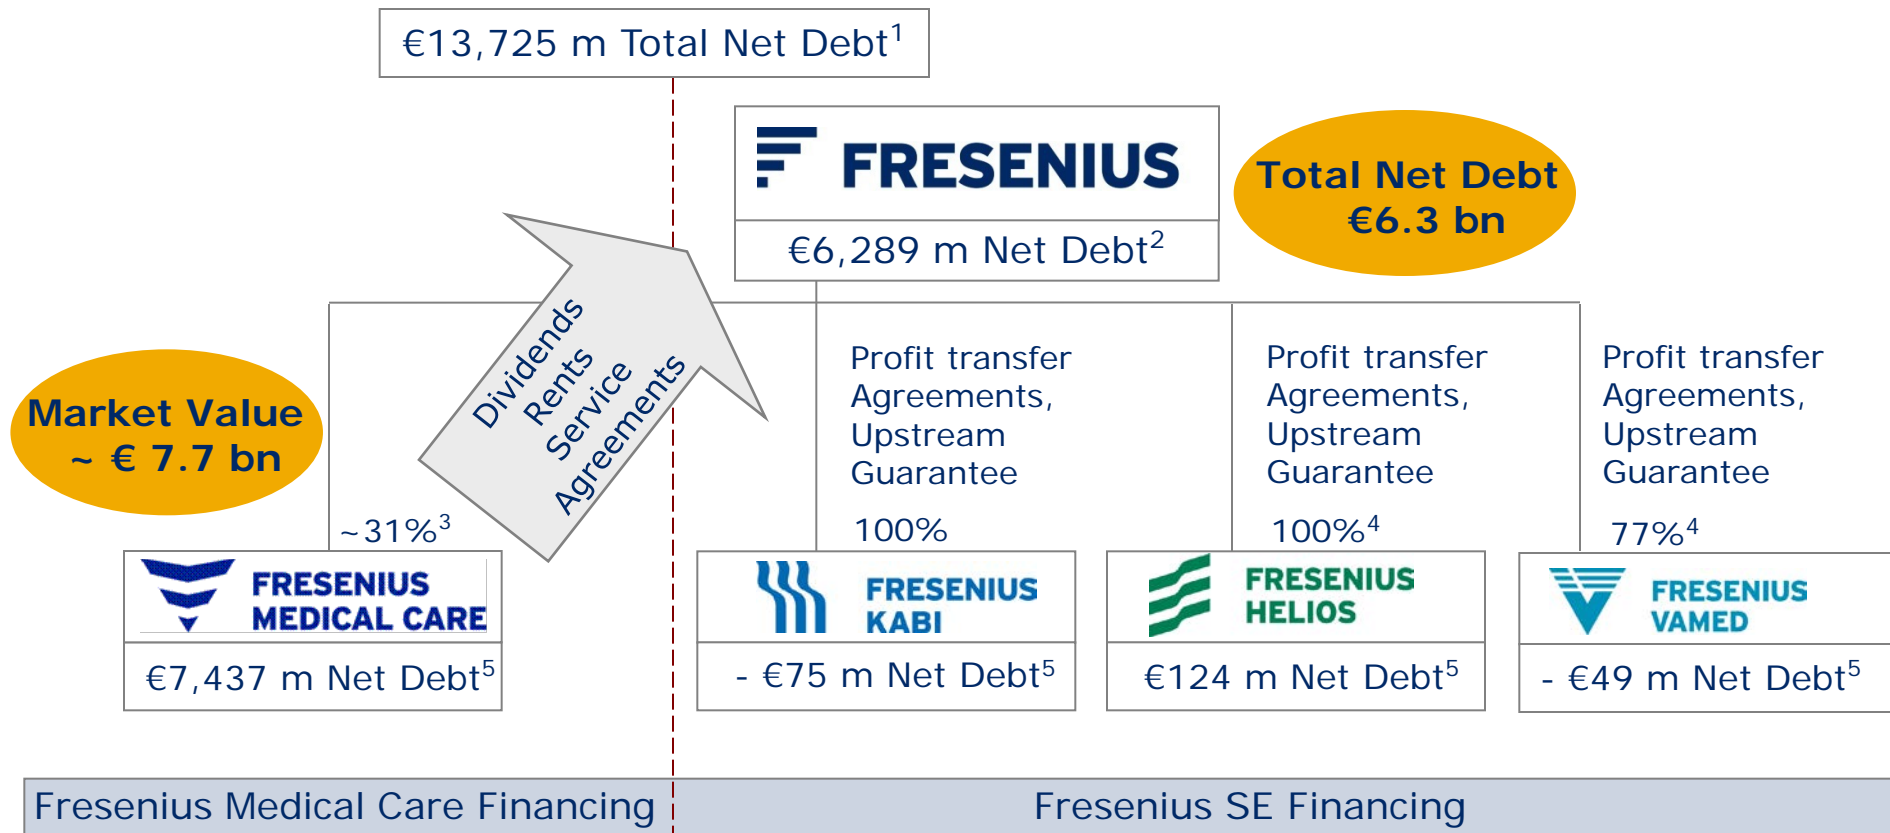 €13,725 m Total Net Debt1
FRESENIUS
€6,289 m Net Debt2
Total Net Debt
€6.3 bn
Dividends
Rents
Service
Agreements
Market Value
~ € 7.7 bn
~31%3
Profit transfer
Agreements,
Upstream
Guarantee
100%
Profit transfer
Agreements,
Upstream
Guarantee
100%4
Profit transfer
Agreements,
Upstream
Guarantee
77%4
FRESENIUS
MEDICAL CARE
€7,437 m Net Debt5
FRESENIUS
KABI
- €75 m Net Debt5
FRESENIUS
HELIOS
€124 m Net Debt5
FRESENIUS
VAMED
- €49 m Net Debt5
Fresenius Medical Care Financing
Fresenius SE Financing